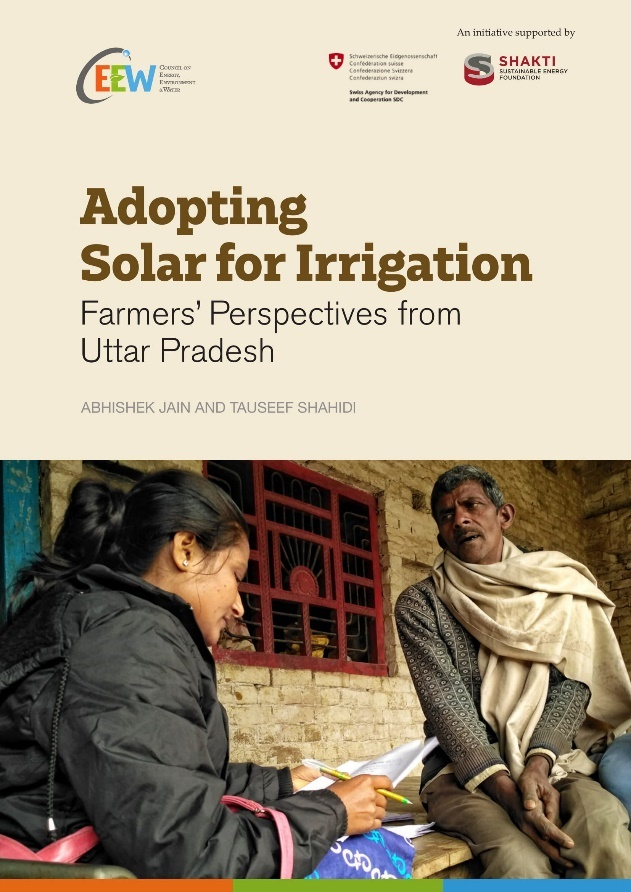 An initiative supported by
CEEW
COUNCIL ON
ENERGY,
ENVIRONMENT
& WATER
Schweizerische Eidgenossenschaft
Confédération suisse
Confederazione Svizzera
Confederaziun svizra
Swiss Agency for Development
and Cooperation SDC
SHAKTI
SUSTAINABLE ENERGY
FOUNDATION
Adopting
Solar for Irrigation
Farmers’ Perspectives from
Uttar Pradesh
ABHISHEK JAIN AND TAUSEEF SHAHIDI